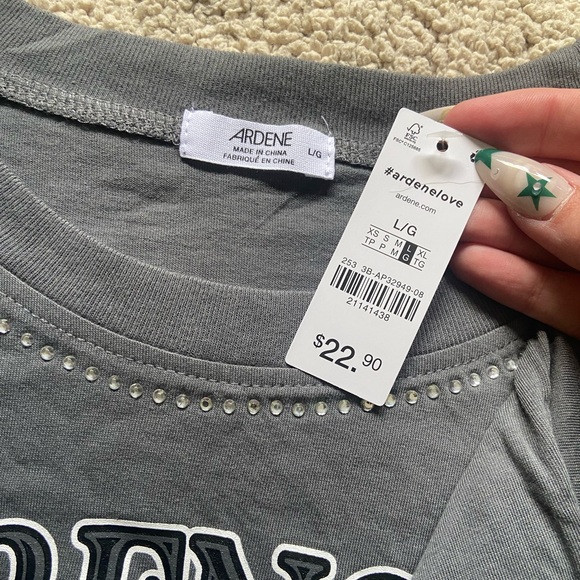 ARDENE
L/G
MADE IN CHINA
FABRIQUÉ EN CHINE
FSC
#ardenelove
ardene.com
L/G
XS S M L XL
TP P M G TG
253 3B-AP32949-08
21141438
$22.90